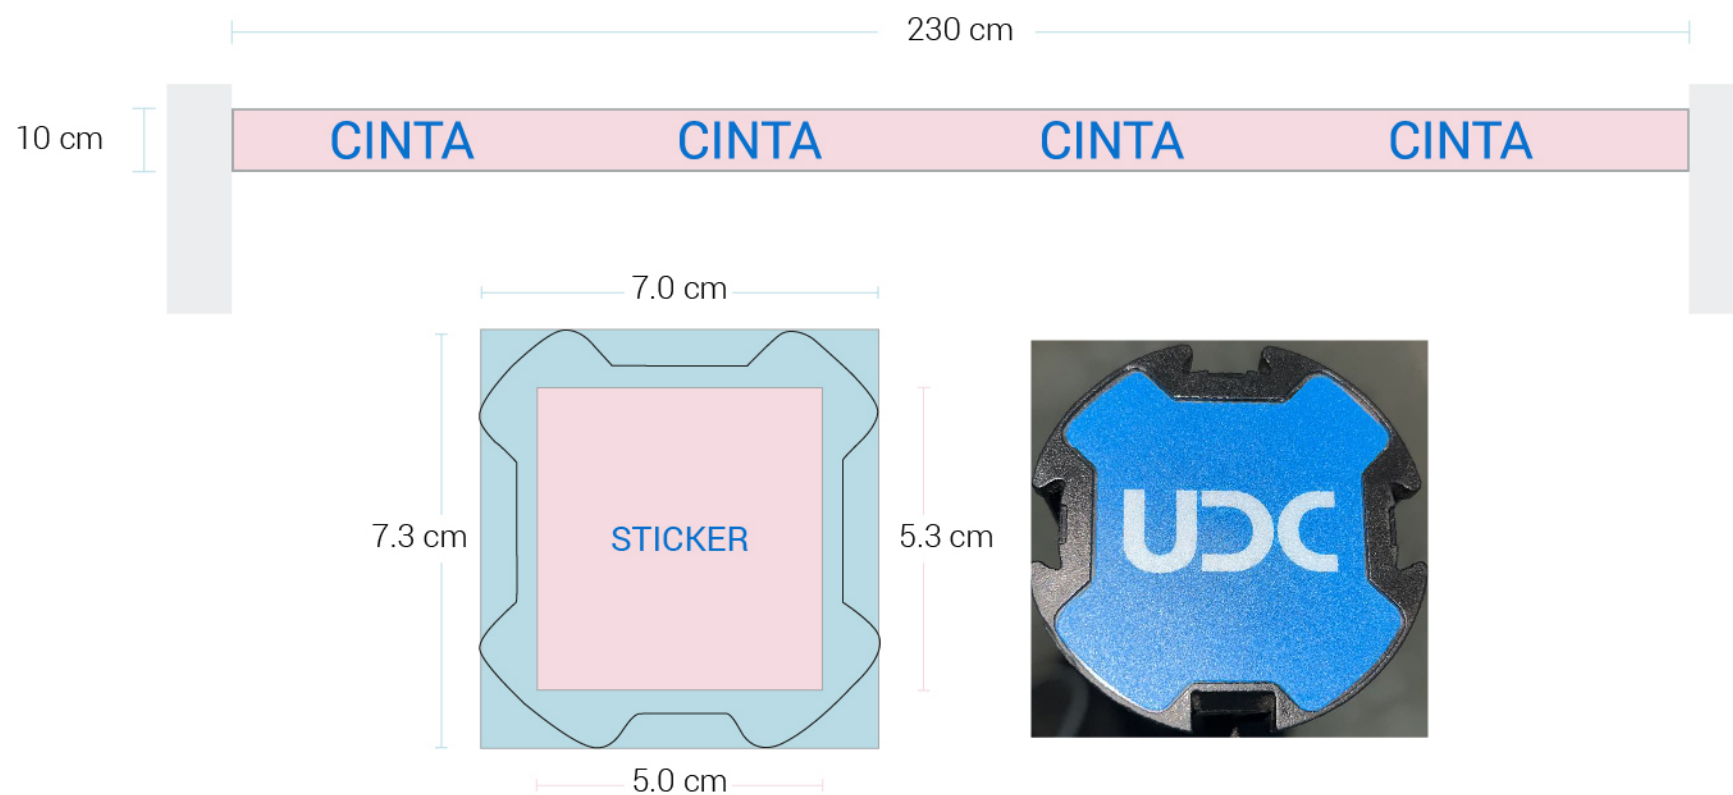 230 cm
10 cm
CINTA CINTA CINTA CINTA
7.0 cm
7.3 cm
STICKER
5.3 cm
5.0 cm
UDC